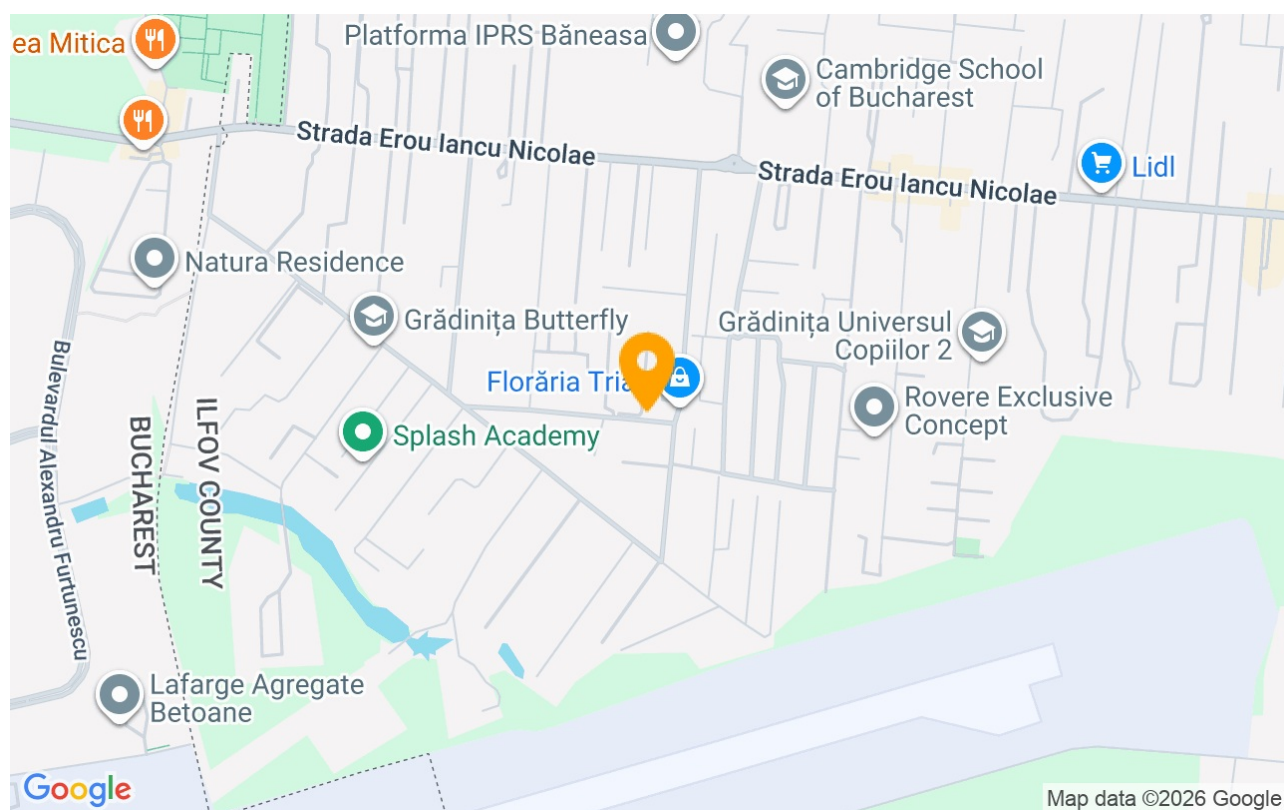 ea Mitica
Platforma IPRS Băneasa
Cambridge School
of Bucharest
Strada Erou Iancu Nicolae
Strada Erou Iancu Nicolae
Lidl
Natura Residence
Grădinița Butterfly
Grădinița Universul
Copiilor 2
Florăria Tria
Rovere Exclusive
Concept
Splash Academy
Bulevardul Alexandru Furtunescu
BUCHAREST
ILFOV COUNTY
Lafarge Agregate
Betoane
Google
Map data ©2026 Google